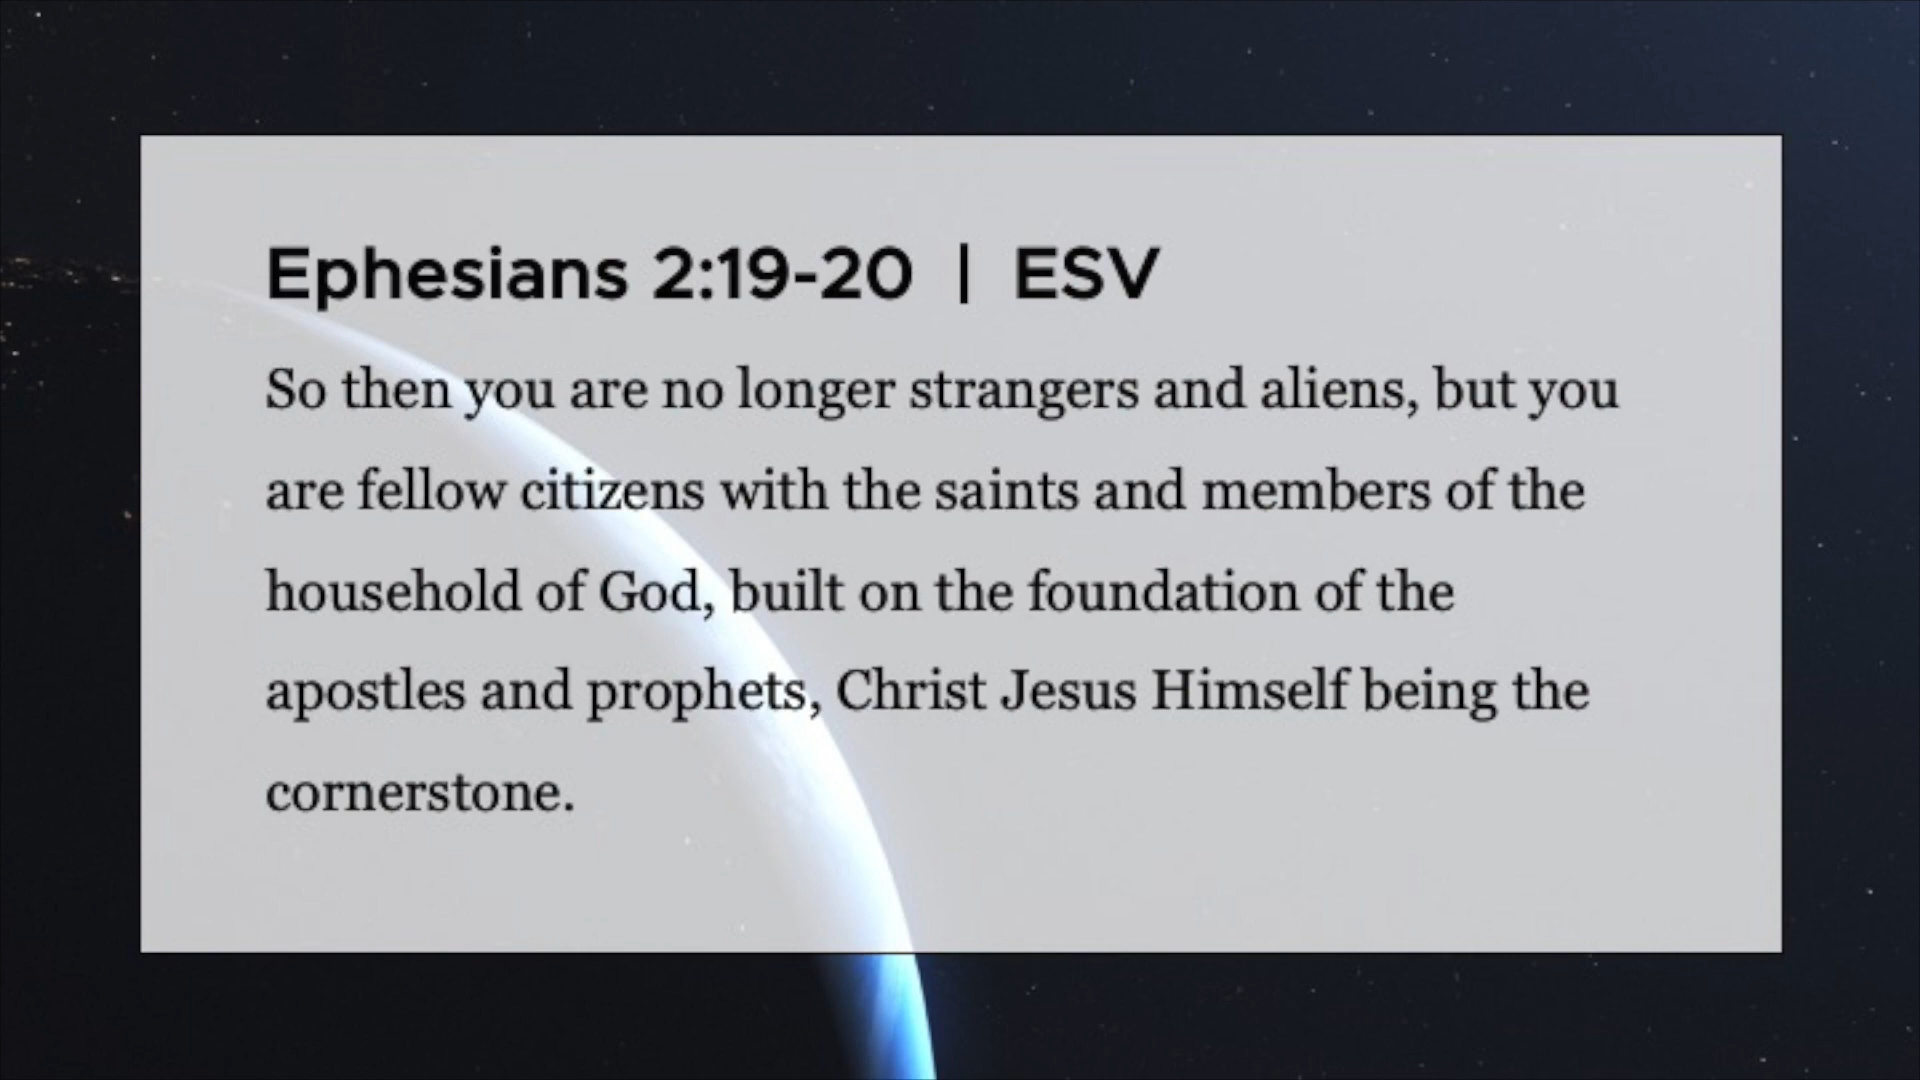 Ephesians 2:19-20 | ESV
So then you are no longer strangers and aliens, but you
are fellow citizens with the saints and members of the
household of God, built on the foundation of the
apostles and prophets, Christ Jesus Himself being the
cornerstone.